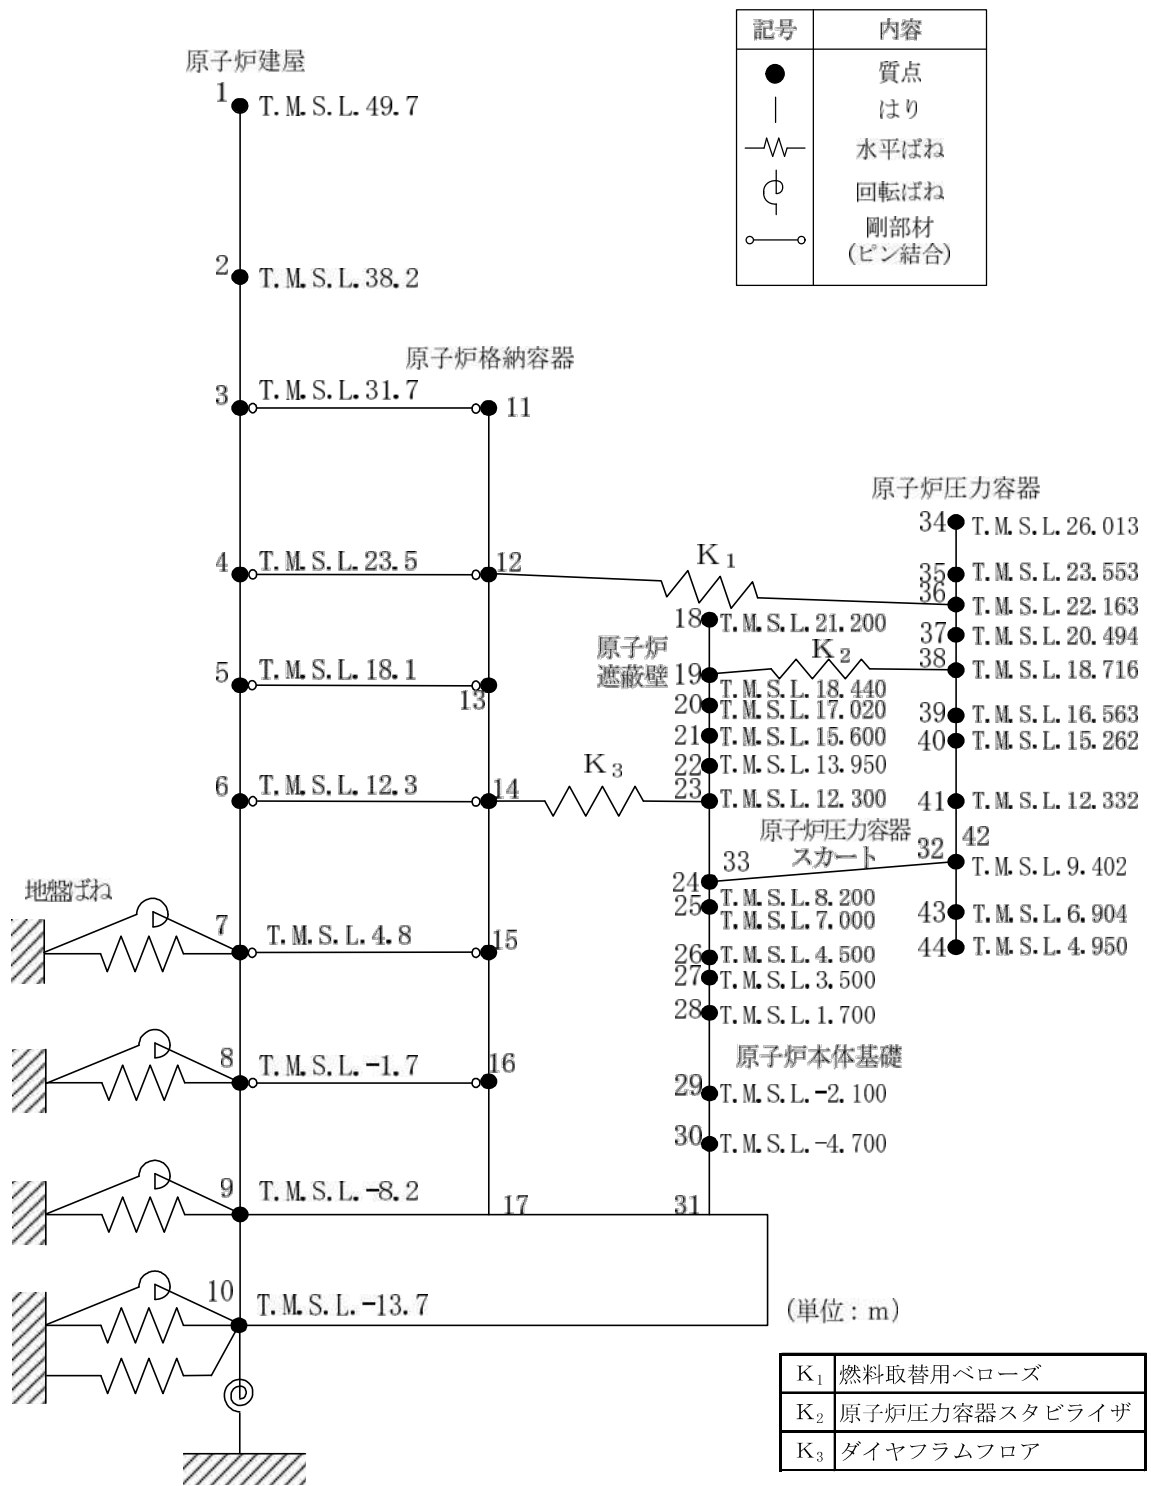 記号 内容
質点
はり
水平ばね
回転ばね
剛部材
(ピン結合)
原子炉建屋
1 T.M.S.L.49.7
2 T.M.S.L.38.2
原子炉格納容器
3 T.M.S.L.31.7 11
4 T.M.S.L.23.5 12
5 T.M.S.L.18.1 13
6 T.M.S.L.12.3 14
地盤ばね
7 T.M.S.L.4.8 15
8 T.M.S.L.-1.7 16
9 T.M.S.L.-8.2 17 31
10 T.M.S.L.-13.7
K1
K2
K3
原子炉
遮蔽壁
18 T.M.S.L.21.200
19 T.M.S.L.18.440
20 T.M.S.L.17.020
21 T.M.S.L.15.600
22 T.M.S.L.13.950
23 T.M.S.L.12.300
原子炉圧力容器
スカート
33 32
24 T.M.S.L.8.200
25 T.M.S.L.7.000
26 T.M.S.L.4.500
27 T.M.S.L.3.500
28 T.M.S.L.1.700
原子炉本体基礎
29 T.M.S.L.-2.100
30 T.M.S.L.-4.700
原子炉圧力容器
34 T.M.S.L.26.013
35 T.M.S.L.23.553
36 T.M.S.L.22.163
37 T.M.S.L.20.494
38 T.M.S.L.18.716
39 T.M.S.L.16.563
40 T.M.S.L.15.262
41 T.M.S.L.12.332
42 T.M.S.L.9.402
43 T.M.S.L.6.904
44 T.M.S.L.4.950
(単位:m)
K1 燃料取替用ベローズ
K2 原子炉圧力容器スタビライザ
K3 ダイヤフラムフロア